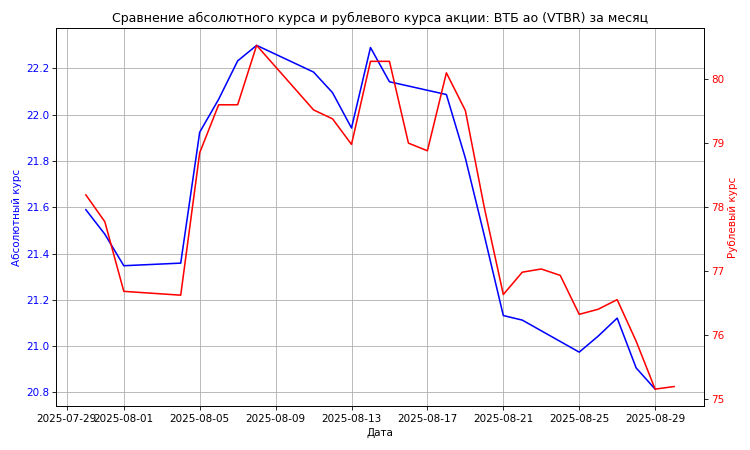 Сравнение абсолютного курса и рублевого курса акции: ВТБ ао (VTBR) за месяц
Абсолютный курс
22.2
22.0
21.8
21.6
21.4
21.2
21.0
20.8
80
79
78
77
76
75
Рублевый курс
2025-07-29 2025-08-01 2025-08-05 2025-08-09 2025-08-13 2025-08-17 2025-08-21 2025-08-25 2025-08-29
Дата